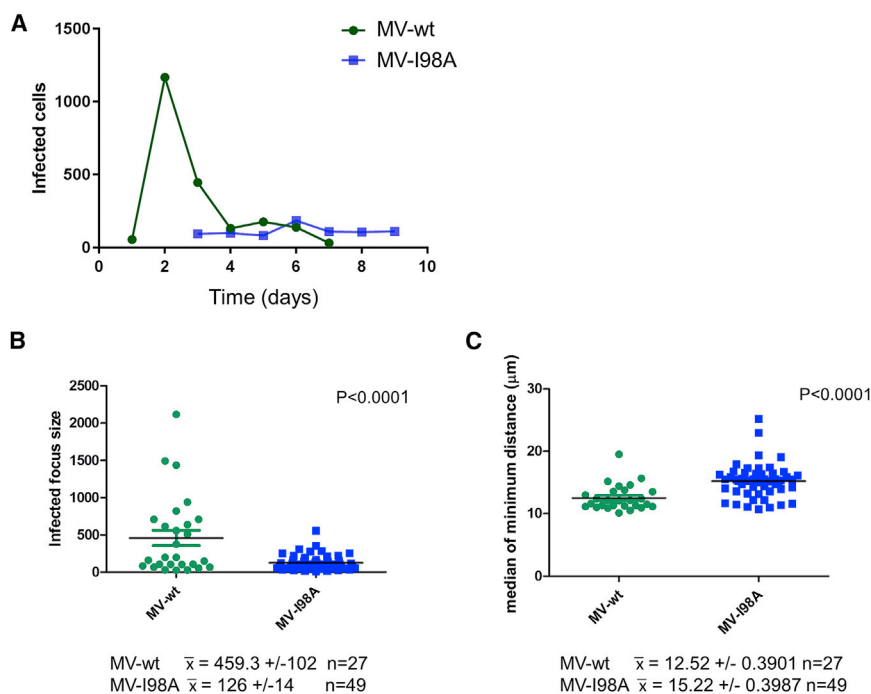 A
MV-wt
MV-I98A
1500
1000
500
0
Infected cells
0 2 4 6 8 10
Time (days)
B
P<0.0001
2500
2000
1500
1000
500
0
Infected focus size
MV-wt
MV-I98A
MV-wt x̅ = 459.3 +/-102 n=27
MV-I98A x̅ = 126 +/-14 n=49
C
P<0.0001
30
20
10
0
median of minimum distance (μm)
MV-wt
MV-I98A
MV-wt x̅ = 12.52 +/- 0.3901 n=27
MV-I98A x̅ = 15.22 +/- 0.3987 n=49